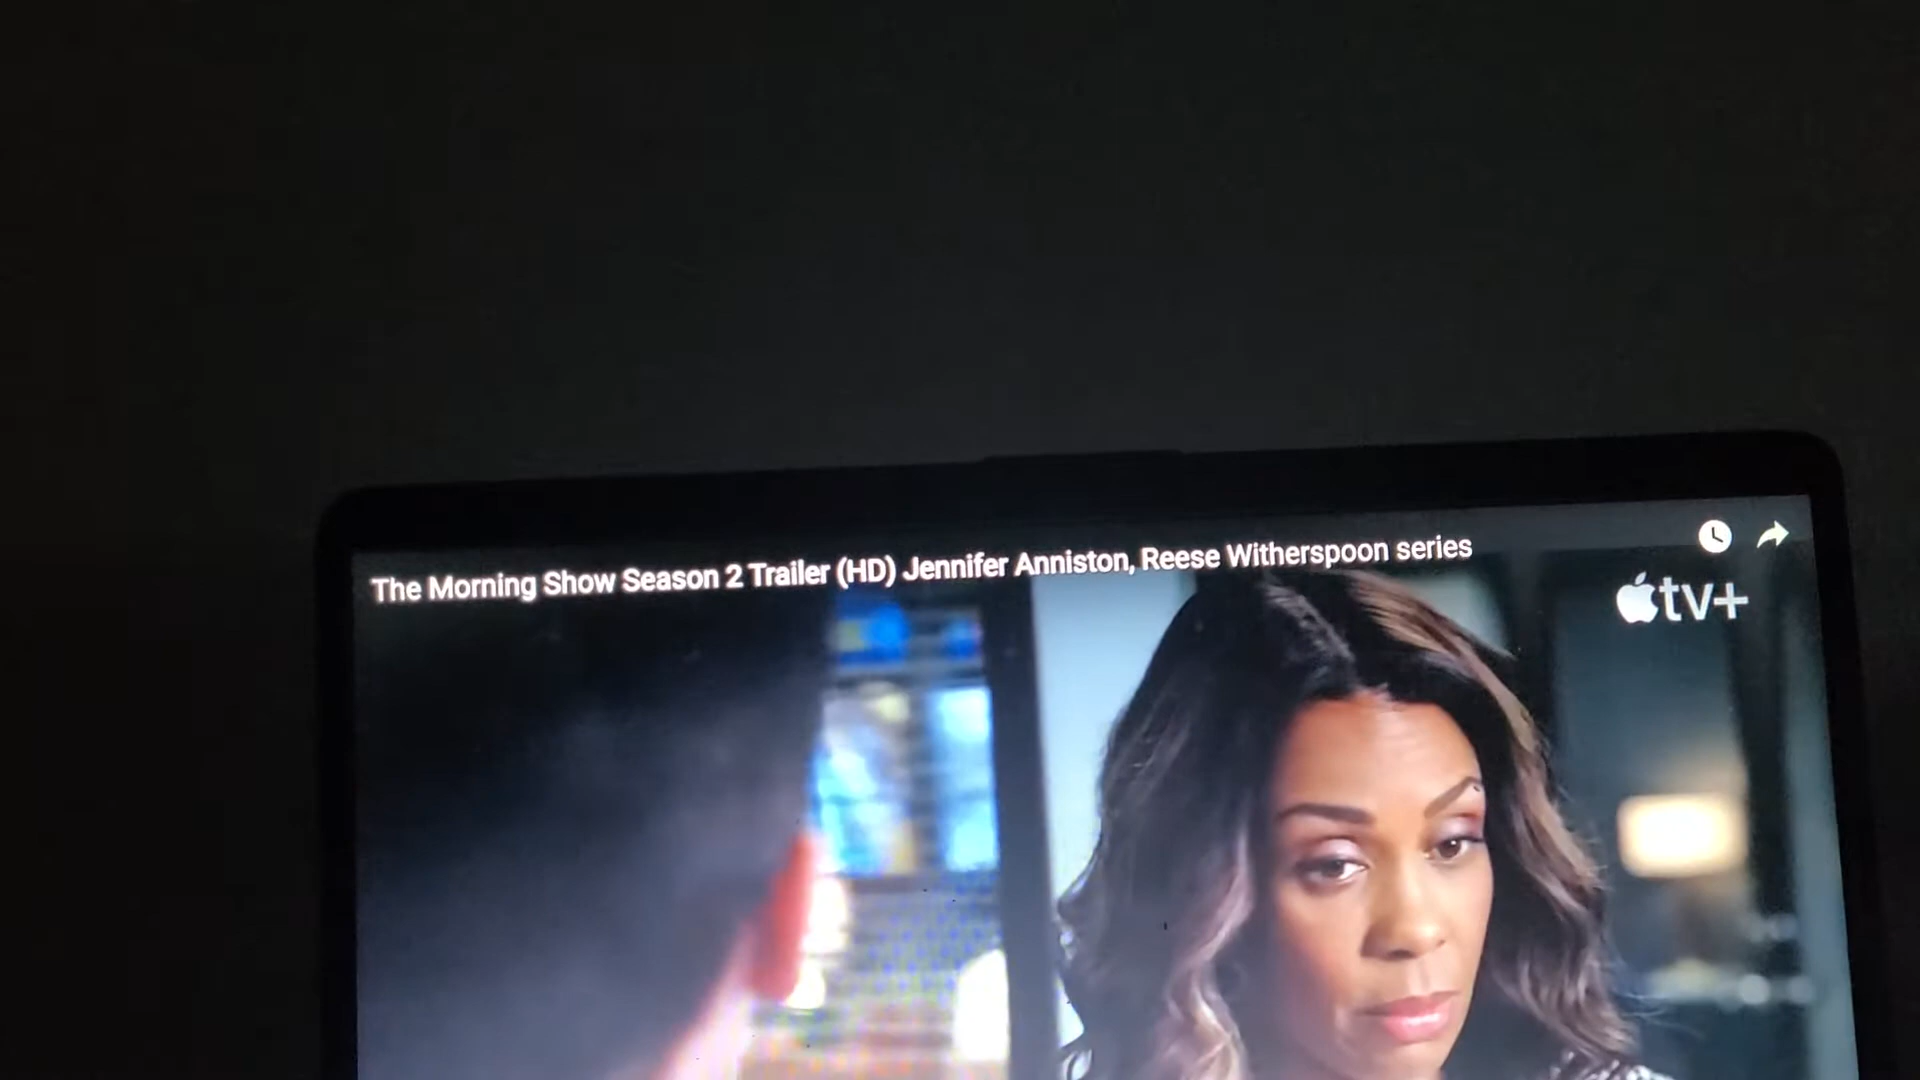 The Morning Show Season 2 Trailer (HD) Jennifer Anniston, Reese Witherspoon series
tv+